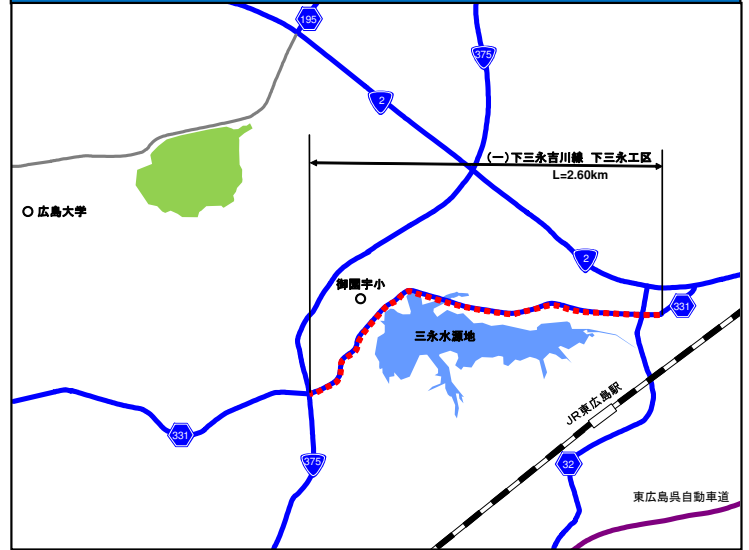 195
375
2
(一)下三永吉川線 下三永工区
L=2.60km
広島大学
2
御園宇小
331
三永水源地
JR東広島駅
331
375
32
東広島呉自動車道